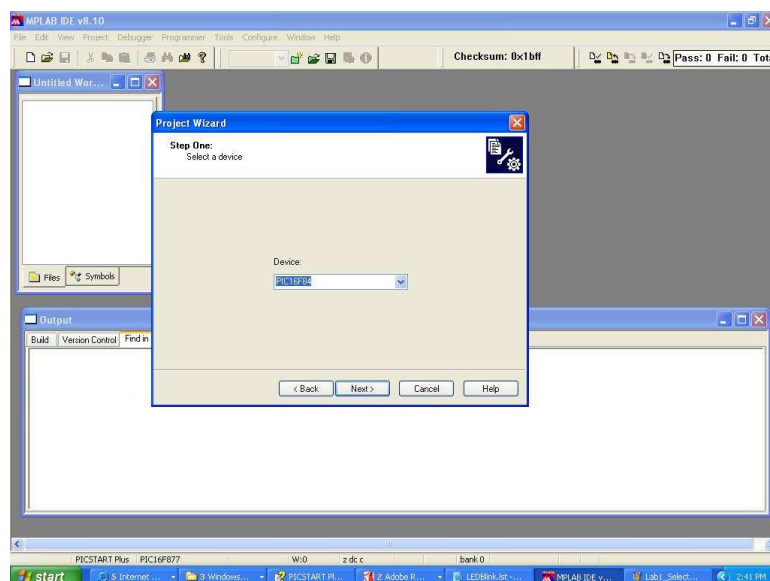 MPLAB IDE v8.10
File Edit View Project Debugger Programmer Tools Configure Window Help
Checksum: 0x1bff
Pass: 0 Fail: 0 Tot
Untitled Wor...
Project Wizard
Step One:
Select a device
Device:
PIC16F84
Files Symbols
Output
Build Version Control Find in
< Back Next > Cancel Help
PICSTART Plus PIC16F877 W:0 z dc c bank 0
start 5 Internet ... 3 Windows... PICSTART Pl... 2 Adobe R... LEDBlink.lst -... MPLAB IDE v... Lab1_Select... 2:41 PM